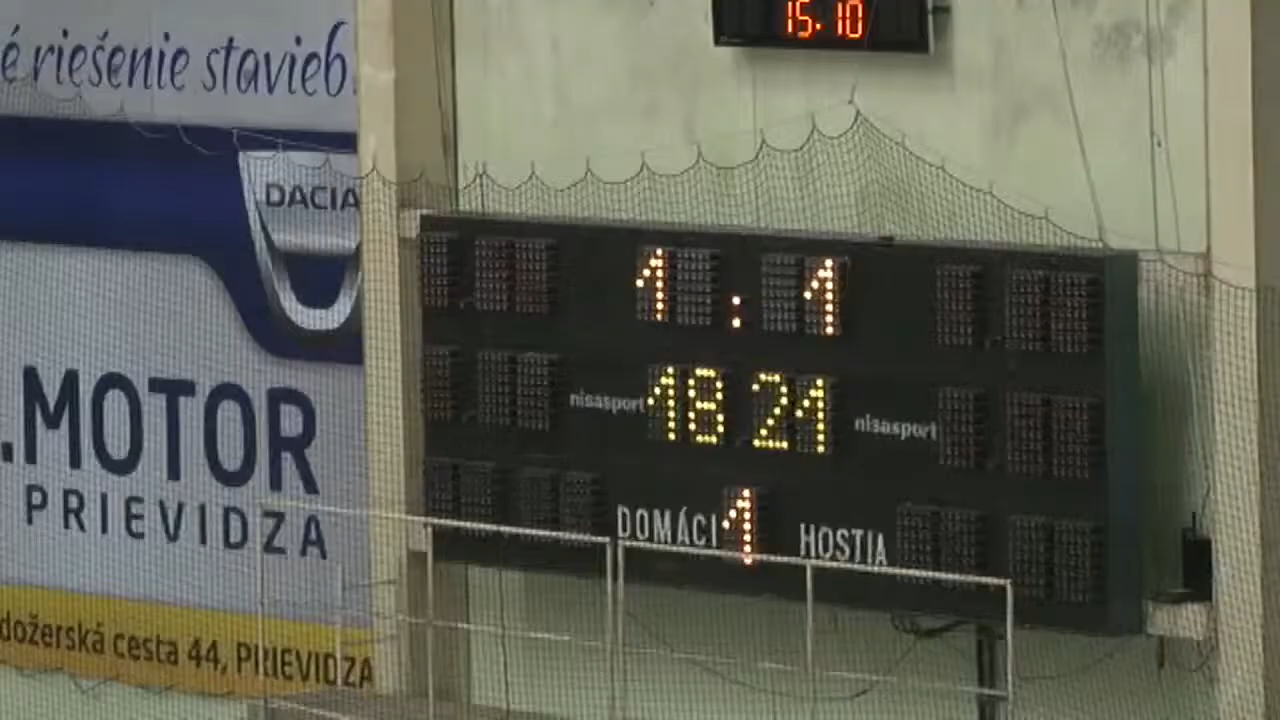 é riešenie stavieb.
DACIA
.MOTOR
PRIEVIDZA
dožerská cesta 44, PRIEVIDZA
15.10
1 : 1
nisasport 18 21 nisasport
DOMÁCI 1 HOSTIA